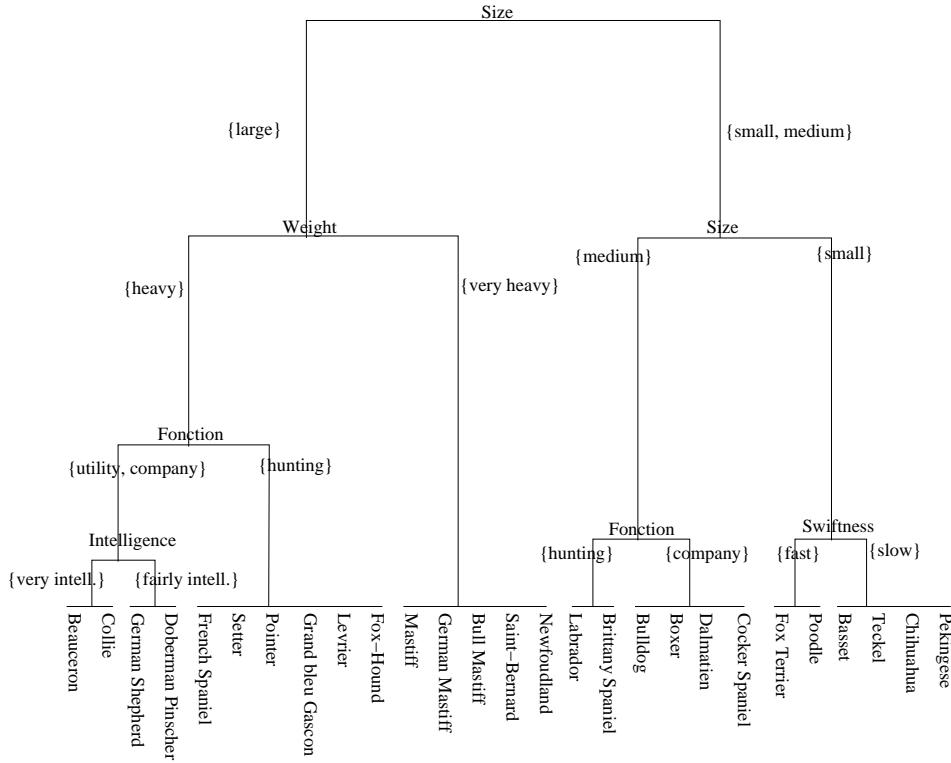 Size
{large}
{small, medium}
Weight
Size
{medium}
{small}
{heavy}
{very heavy}
Fonction
{utility, company}
{hunting}
Intelligence
Fonction
Swiftness
{very intell.}
{fairly intell.}
{hunting}
{company}
{fast}
{slow}
Beauceron
Collie
German Shepherd
Doberman Pinscher
French Spaniel
Setter
Pointer
Grand bleu Gascon
Levrier
Fox−Hound
Mastiff
German Mastiff
Bull Mastiff
Saint−Bernard
Newfoundland
Labrador
Brittany Spaniel
Bulldog
Boxer
Dalmatien
Cocker Spaniel
Fox Terrier
Poodle
Basset
Teckel
Chihuahua
Pekingese